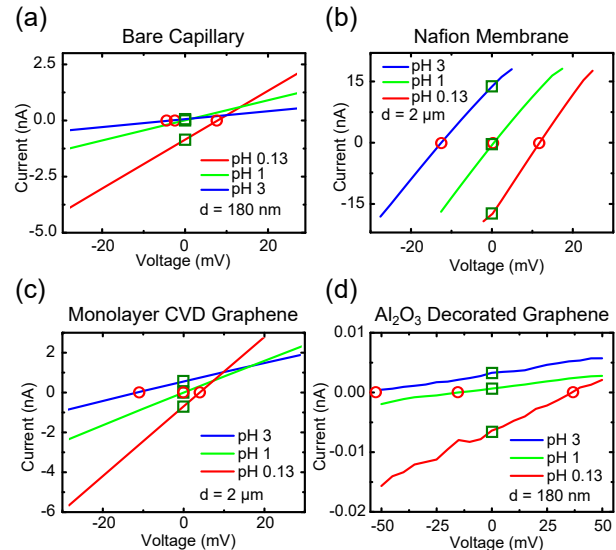 (a)
Bare Capillary
Current (nA)
2.5
0.0
-2.5
-5.0
pH 0.13
pH 1
pH 3
d = 180 nm
-20
0
20
Voltage (mV)
(b)
Nafion Membrane
Current (nA)
15
0
-15
pH 3
pH 1
pH 0.13
d = 2 μm
-20
0
20
Voltage (mV)
(c)
Monolayer CVD Graphene
Current (nA)
2
0
-2
-4
-6
pH 3
pH 1
pH 0.13
d = 2 μm
-20
0
20
Voltage (mV)
(d)
Al₂O₃ Decorated Graphene
Current (nA)
0.01
0.00
-0.01
-0.02
pH 3
pH 1
pH 0.13
d = 180 nm
-50
-25
0
25
50
Voltage (mV)